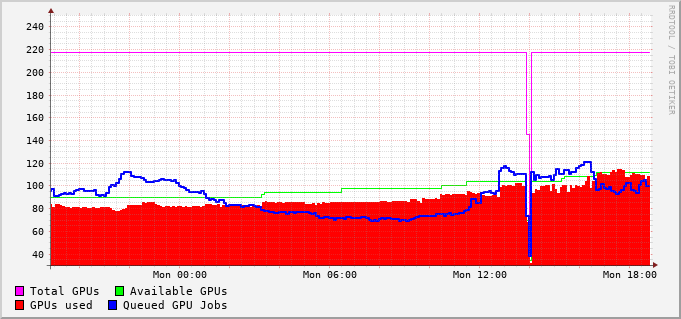 RRDTOOL / TOBI OETIKER
240
220
200
180
160
140
120
100
80
60
40
Mon 00:00 Mon 06:00 Mon 12:00 Mon 18:00
Total GPUs Available GPUs
GPUs used Queued GPU Jobs